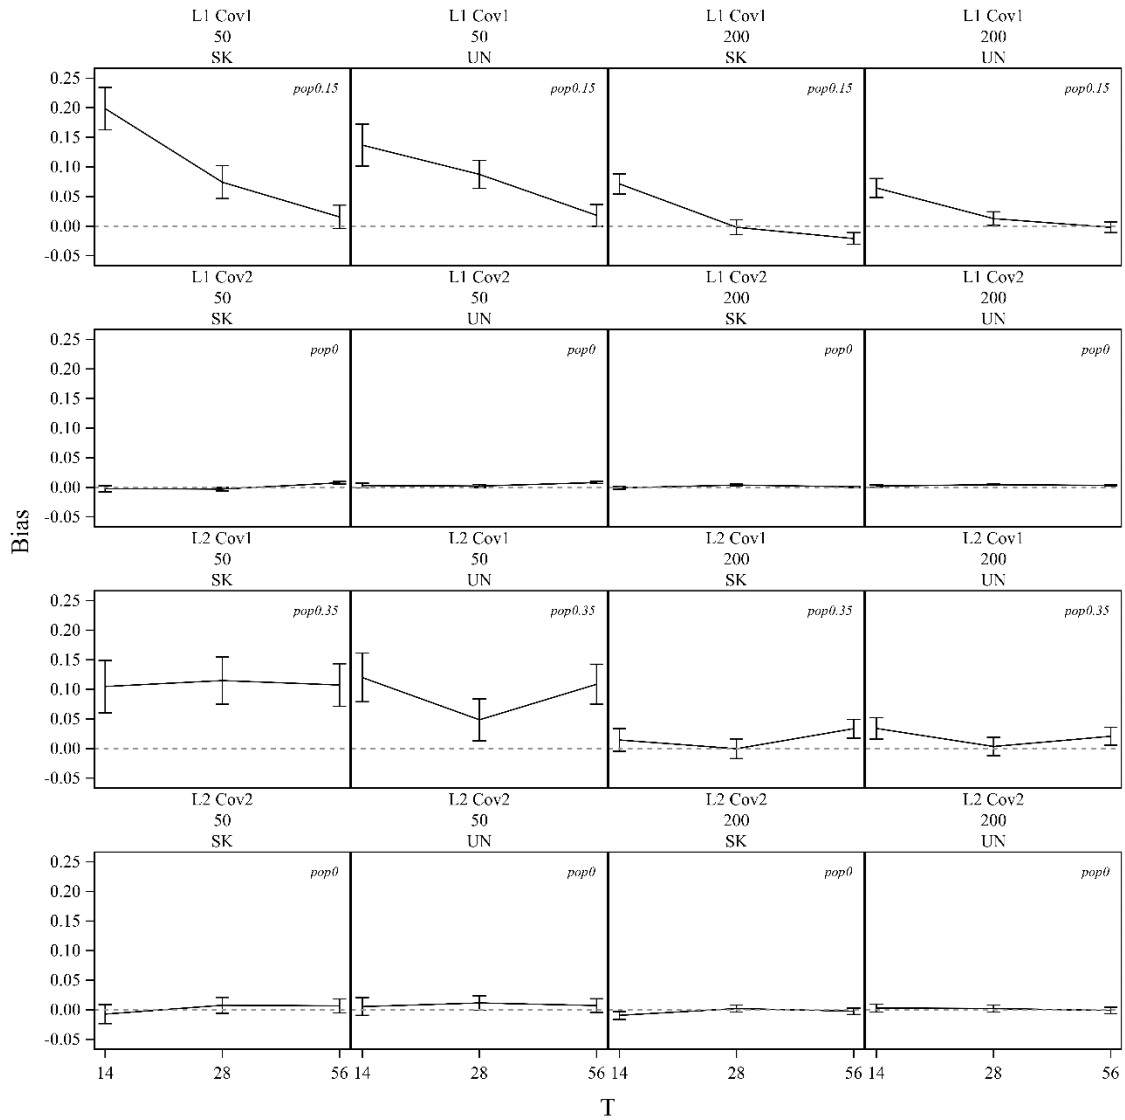 L1 Cov1 L1 Cov1 L1 Cov1 L1 Cov1
50 50 200 200
SK UN SK UN
0.25
pop0.15 pop0.15 pop0.15 pop0.15
0.20
0.15
0.10
0.05
0.00
-0.05
L1 Cov2 L1 Cov1 L1 Cov1 L1 Cov1
50 50 200 200
SK UN SK UN
0.25
pop0 pop0 pop0 pop0
0.20
0.15
0.10
0.05
0.00
-0.05
Bias
L2 Cov1 L2 Cov1 L2 Cov1 L2 Cov1
50 50 200 200
SK UN SK UN
0.25
pop0.35 pop0.35 pop0.35 pop0.35
0.20
0.15
0.10
0.05
0.00
-0.05
L2 Cov2 L2 Cov2 L2 Cov2 L2 Cov2
50 50 200 200
SK UN SK UN
0.25
pop0 pop0 pop0 pop0
0.20
0.15
0.10
0.05
0.00
-0.05
14 28 56 14 28 56 14 28 56 14 28 56
T